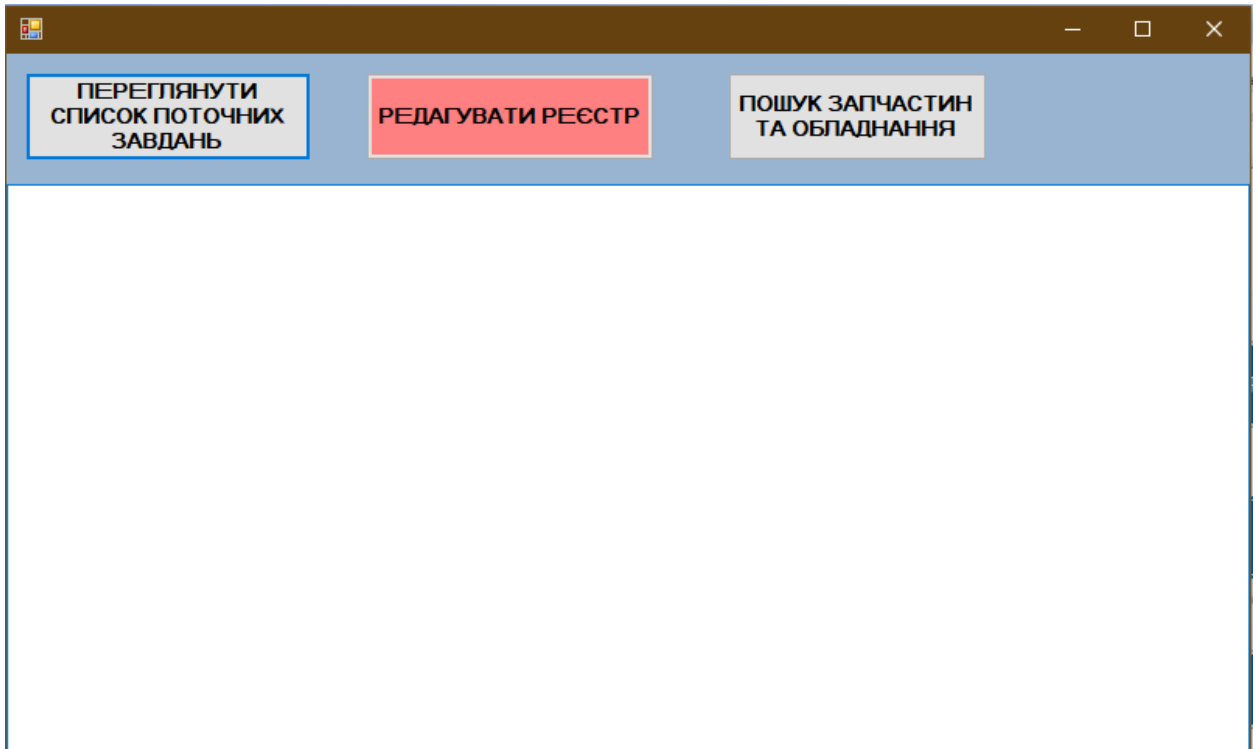 ПЕРЕГЛЯНУТИ
СПИСОК ПОТОЧНИХ
ЗАВДАНЬ
РЕДАГУВАТИ РЕЄСТР
ПОШУК ЗАПЧАСТИН
ТА ОБЛАДНАННЯ